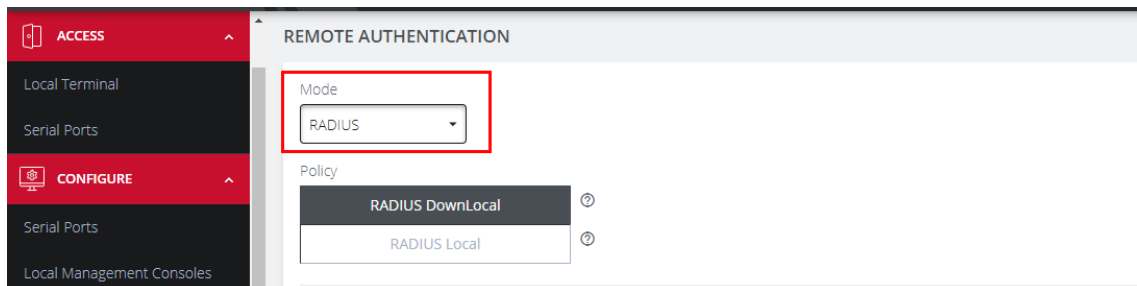 ACCESS
Local Terminal
Serial Ports
CONFIGURE
Serial Ports
Local Management Consoles
REMOTE AUTHENTICATION
Mode
RADIUS
Policy
RADIUS DownLocal
RADIUS Local